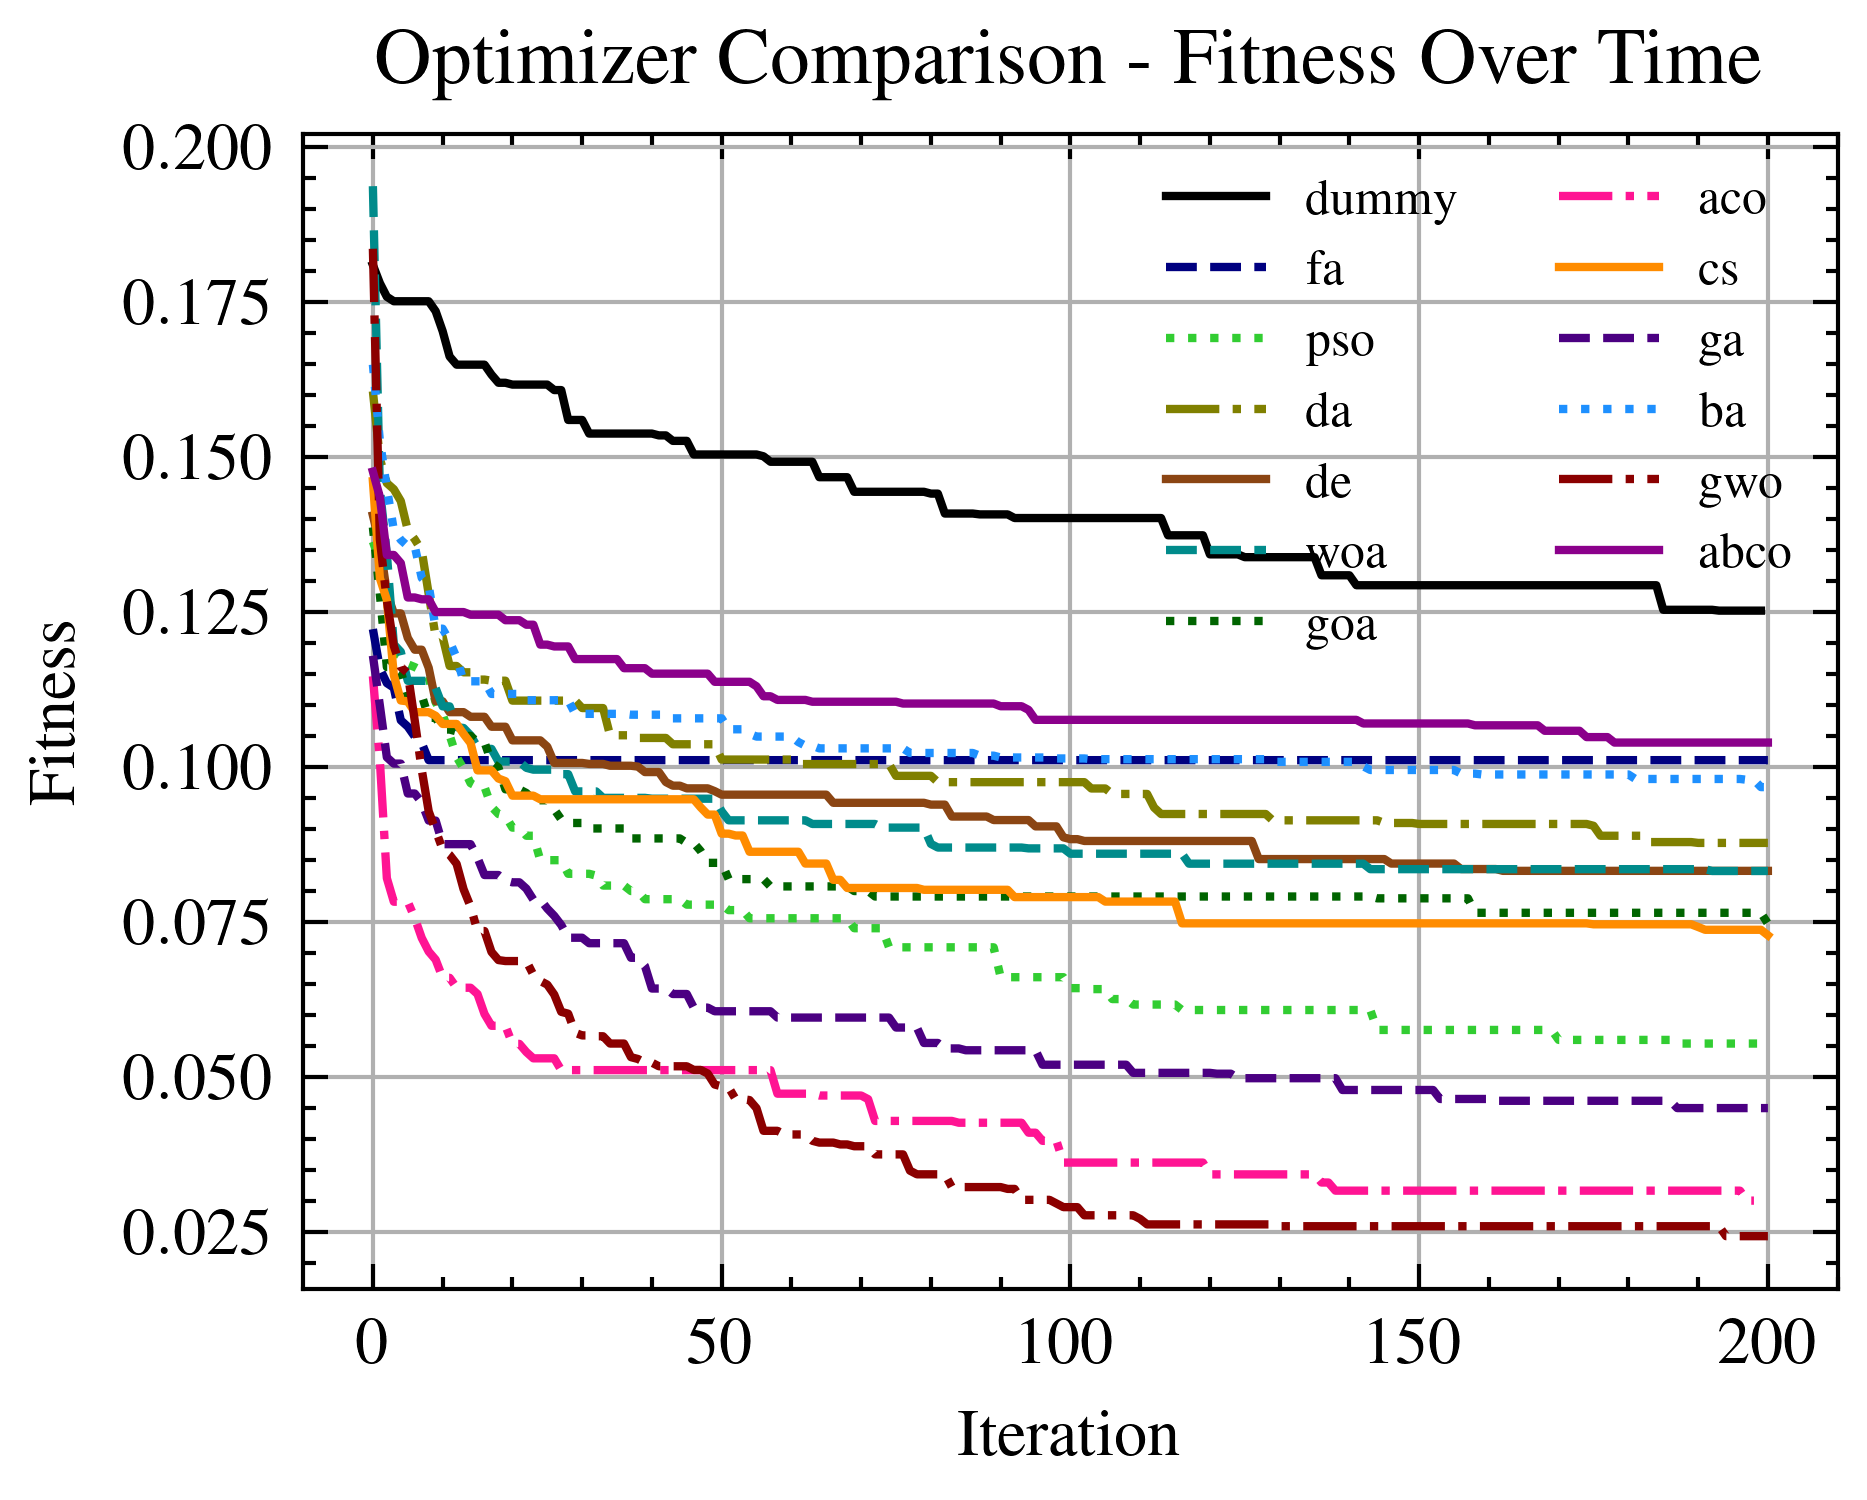 Optimizer Comparison - Fitness Over Time
0.200
0.175
0.150
0.125
0.100
0.075
0.050
0.025
Fitness
dummy
fa
pso
da
de
woa
goa
aco
cs
ga
ba
gwo
abco
0 50 100 150 200
Iteration